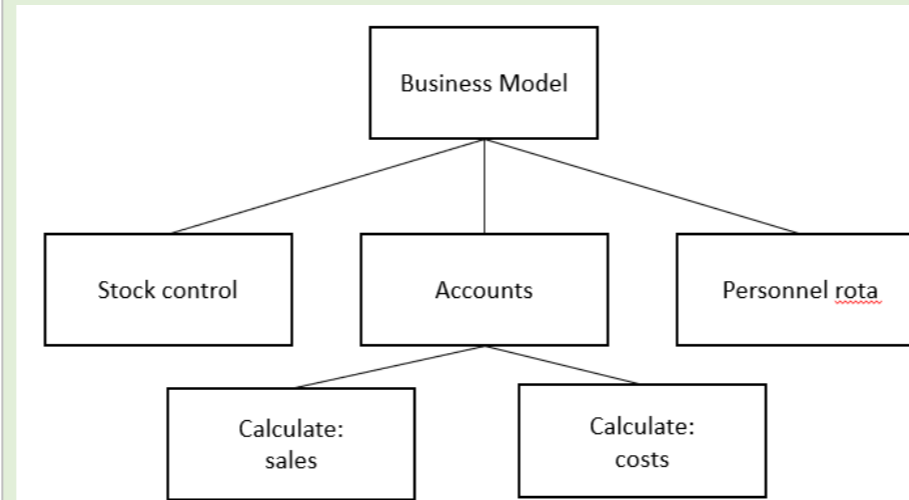 Business Model
Stock control
Accounts
Personnel rota
Calculate:
sales
Calculate:
costs